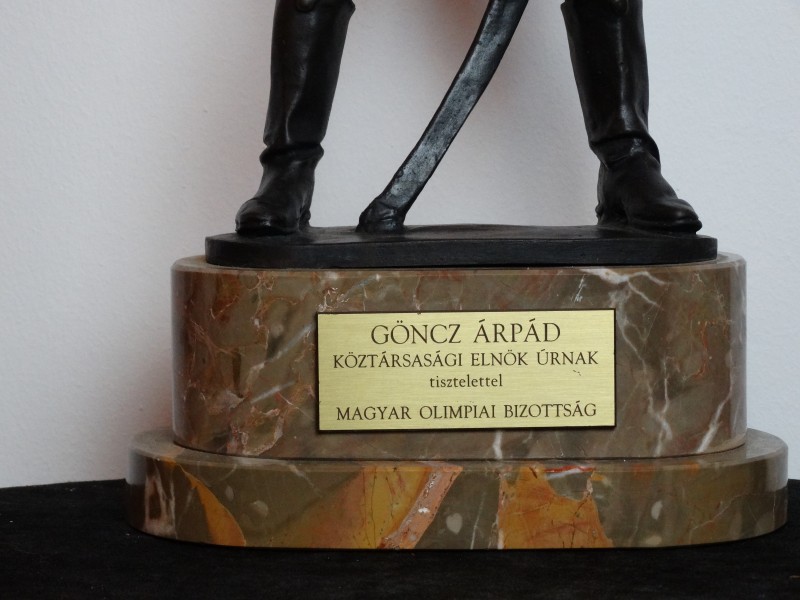 GÖNCZ ÁRPÁD
KÖZTÁRSASÁGI ELNÖK ÚRNAK
tisztelettel
MAGYAR OLIMPIAI BIZOTTSÁG